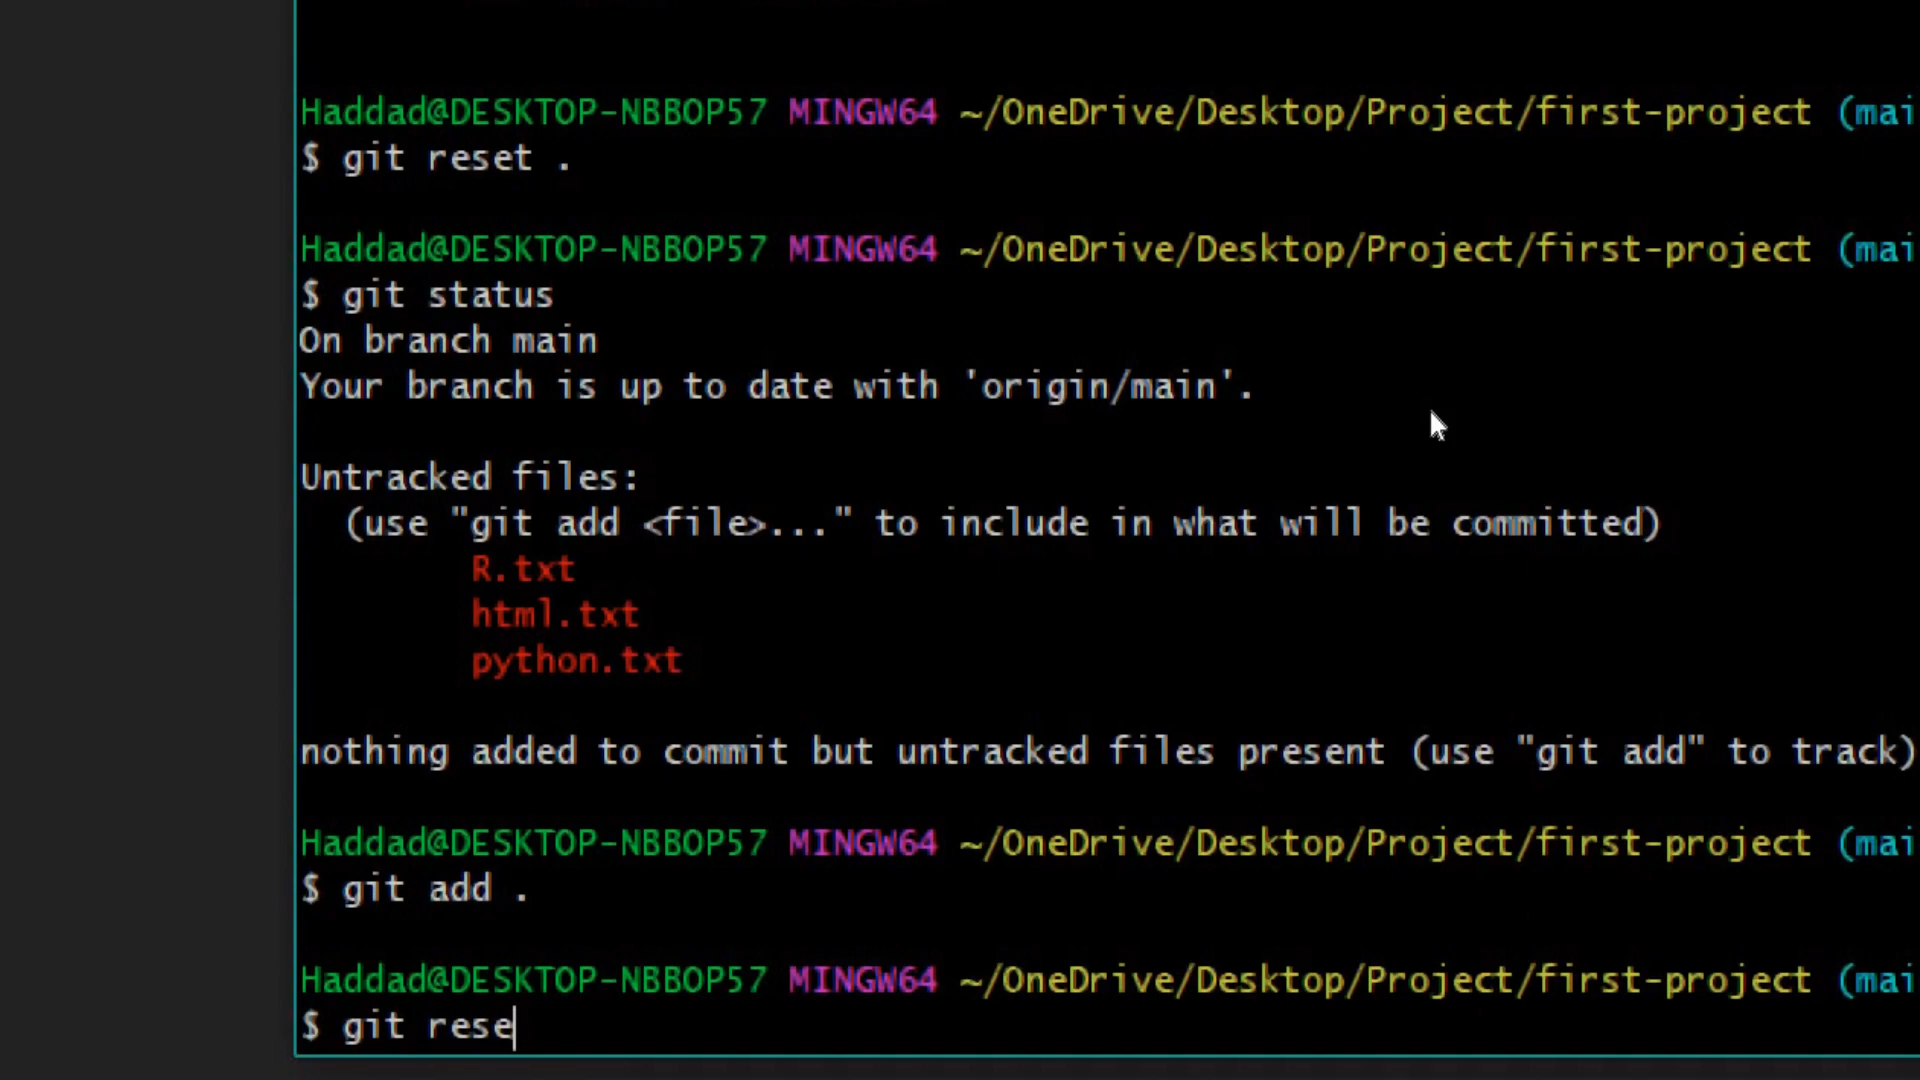 Haddad@DESKTOP-NBBOP57 MINGW64 ~/OneDrive/Desktop/Project/first-project (mai
$ git reset .
Haddad@DESKTOP-NBBOP57 MINGW64 ~/OneDrive/Desktop/Project/first-project (mai
$ git status
On branch main
Your branch is up to date with 'origin/main'.
Untracked files:
  (use "git add <file>..." to include in what will be committed)
        R.txt
        html.txt
        python.txt
nothing added to commit but untracked files present (use "git add" to track)
Haddad@DESKTOP-NBBOP57 MINGW64 ~/OneDrive/Desktop/Project/first-project (mai
$ git add .
Haddad@DESKTOP-NBBOP57 MINGW64 ~/OneDrive/Desktop/Project/first-project (mai
$ git rese